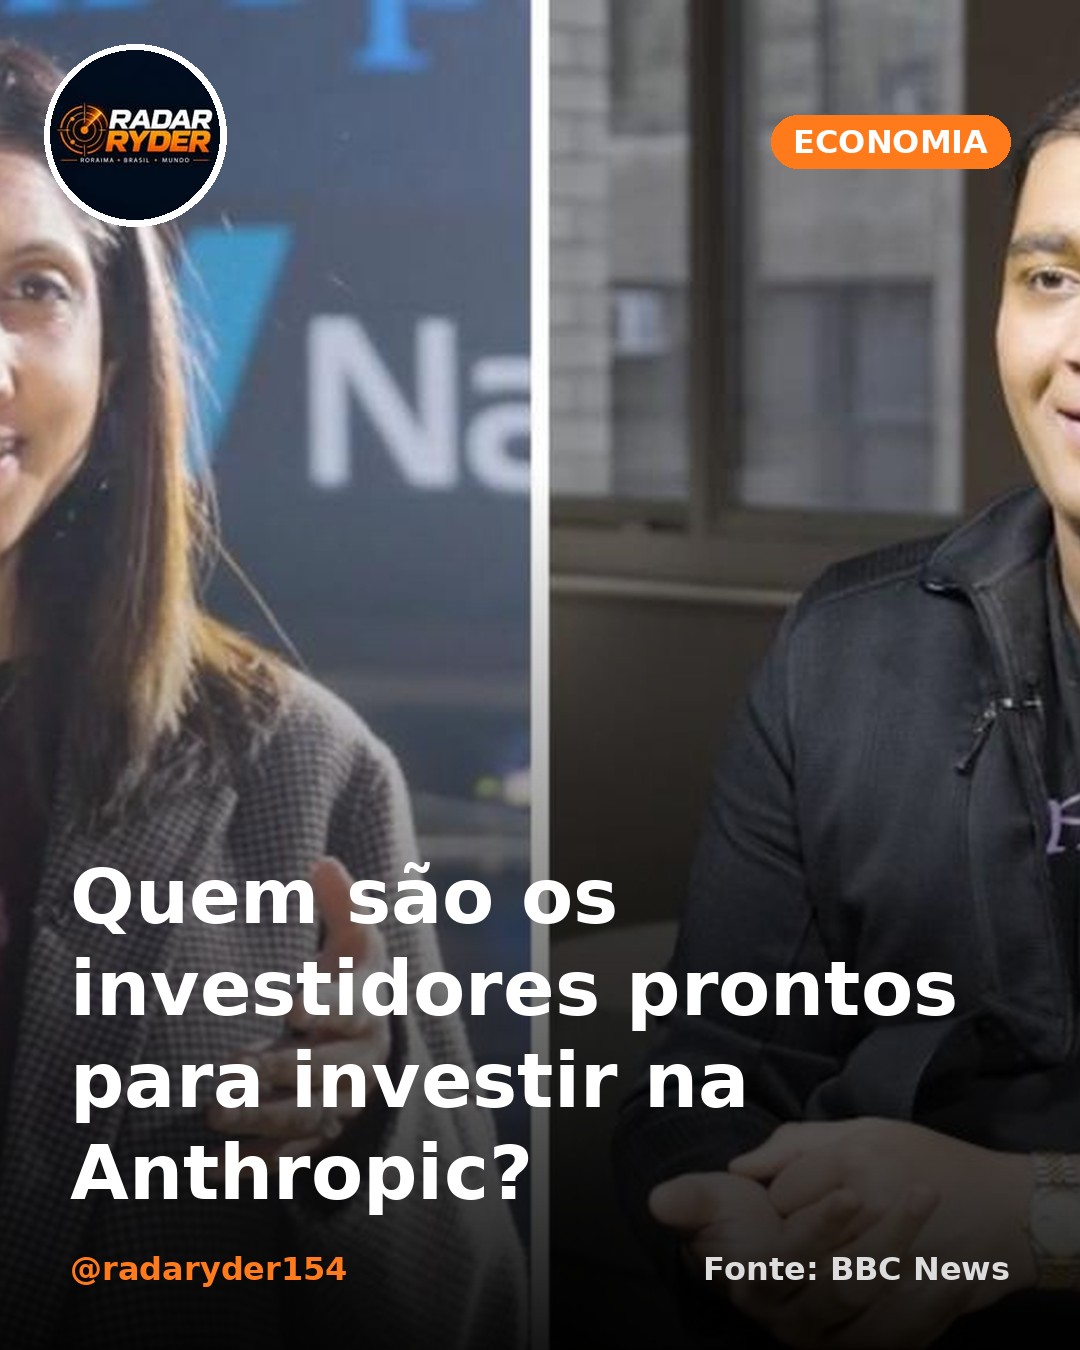 RADAR
RYDER
RORAIMA • BRASIL • MUNDO
ECONOMIA
Na
Quem são os
investidores prontos
para investir na
Anthropic?
@radaryder154
Fonte: BBC News